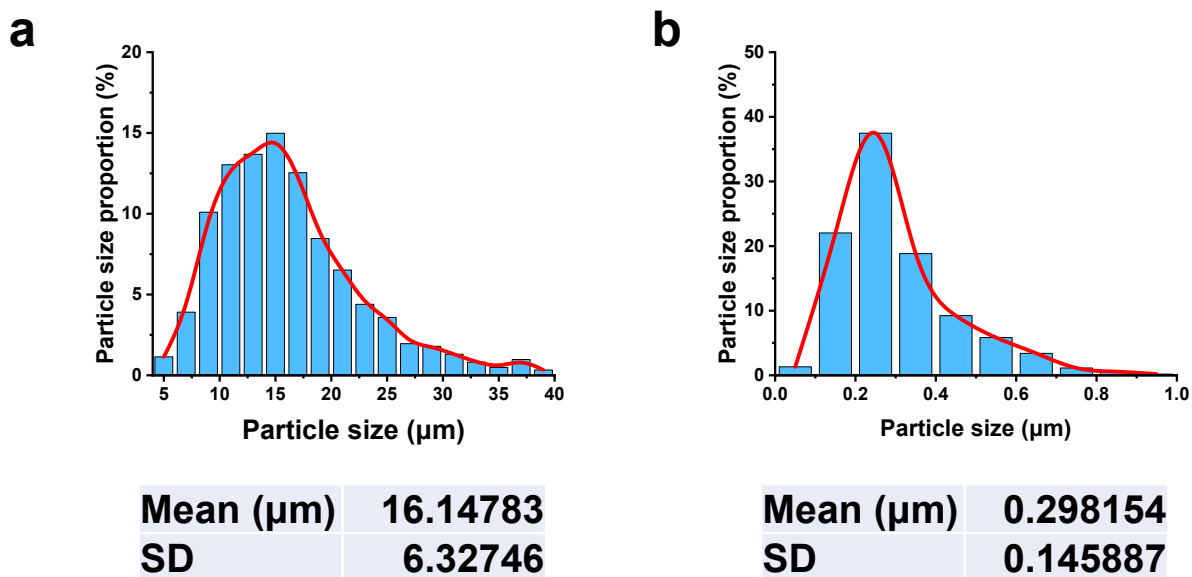 a
Particle size proportion (%)
20
15
10
5
0
5 10 15 20 25 30 35 40
Particle size (μm)
Mean (μm) 16.14783
SD 6.32746
b
Particle size proportion (%)
50
40
30
20
10
0
0.0 0.2 0.4 0.6 0.8 1.0
Particle size (μm)
Mean (μm) 0.298154
SD 0.145887